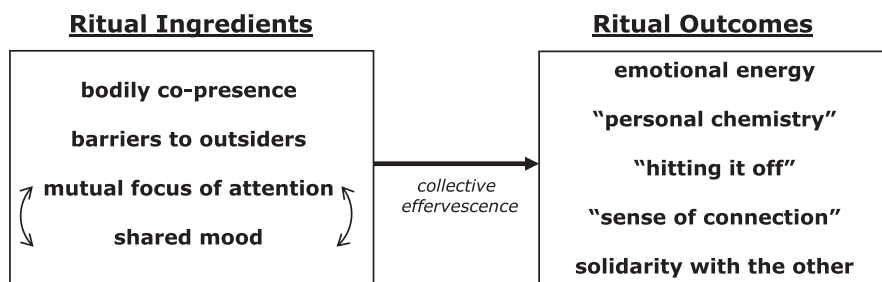 Ritual Ingredients
bodily co-presence
barriers to outsiders
mutual focus of attention
shared mood
collective
effervescence
Ritual Outcomes
emotional energy
“personal chemistry”
“hitting it off”
“sense of connection”
solidarity with the other